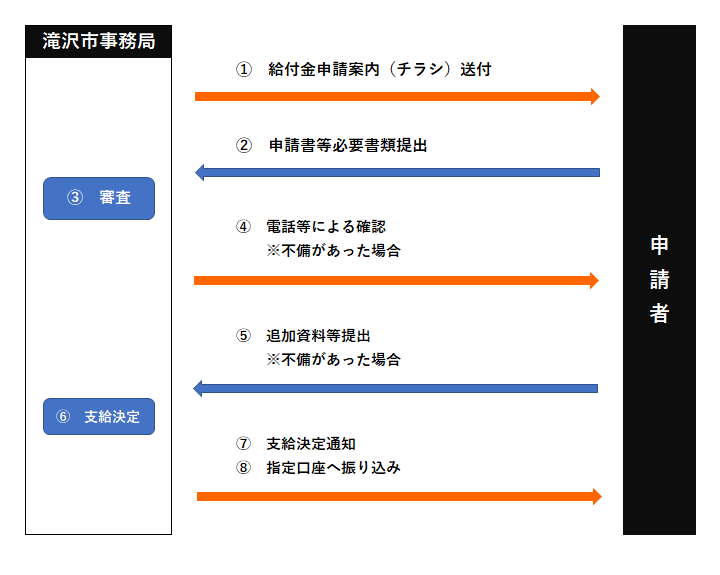 滝沢市事務局
① 給付金申請案内（チラシ）送付
② 申請書等必要書類提出
③ 審査
④ 電話等による確認
※不備があった場合
申請者
⑤ 追加資料等提出
※不備があった場合
⑥ 支給決定
⑦ 支給決定通知
⑧ 指定口座へ振り込み